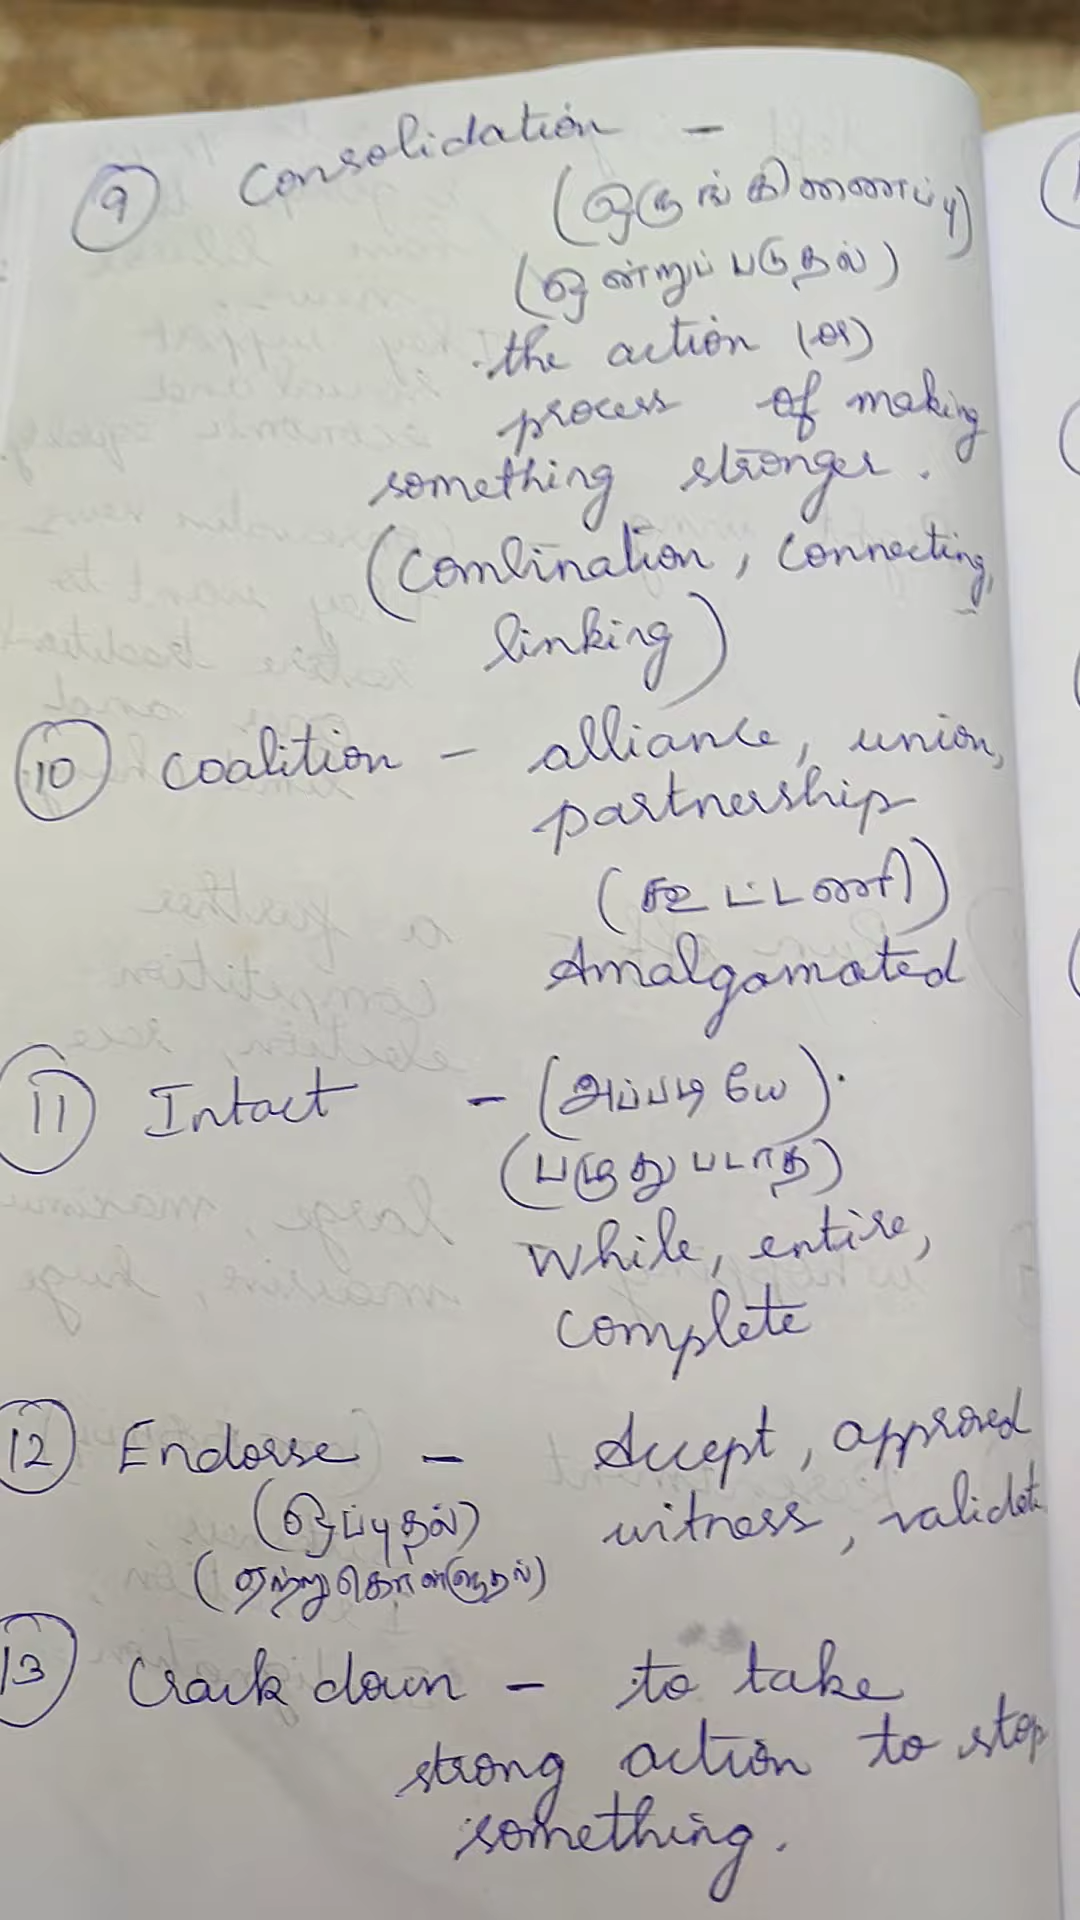 9 Consolidation -
(ஒருங்கிணைப்பு)
(ஒன்றுப்படுதல்)
the action (or)
process of making
something stronger.
(Combination, connecting,
linking)
10 Coalition - alliance, union,
partnership
(கூட்டணி)
Amalgamated
11 Intact - (அப்படியே).
(பழுதுபடாத)
While, entire,
complete
12 Endorse - Accept, approved
(ஒப்புதல்) witness, validate
(ஏற்றுகொள்ளுதல்)
13 Crack down - to take
strong action to stop
something.